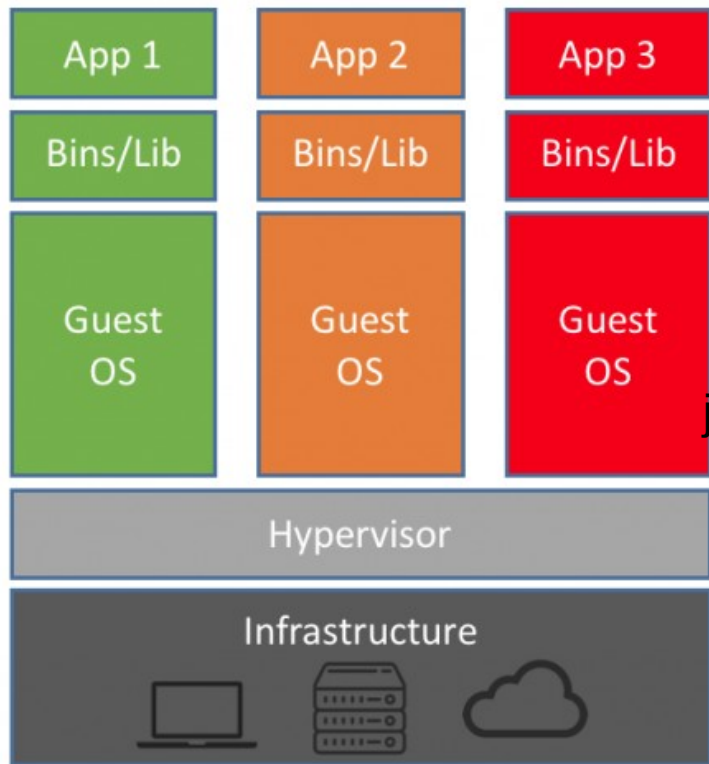 App 1
App 2
App 3
Bins/Lib
Bins/Lib
Bins/Lib
Guest
OS
Guest
OS
Guest
OS
j
Hypervisor
Infrastructure